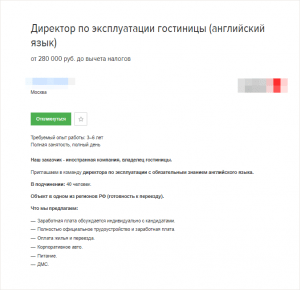 Директор по эксплуатации гостиницы (английский
язык)
от 280 000 руб. до вычета налогов
Москва
Откликнуться
Требуемый опыт работы: 3–6 лет
Полная занятость, полный день
Наш заказчик - иностранная компания, владелец гостиницы.
Приглашаем в команду директора по эксплуатации с обязательным знанием английского языка.
В подчинении: 40 человек.
Объект в одном из регионов РФ (готовность к переезду).
Что мы предлагаем:
— Заработная плата обсуждается индивидуально с кандидатами.
— Полностью официальное трудоустройство и заработная плата.
— Оплата жилья и переезда.
— Корпоративное авто.
— Питание.
— ДМС.